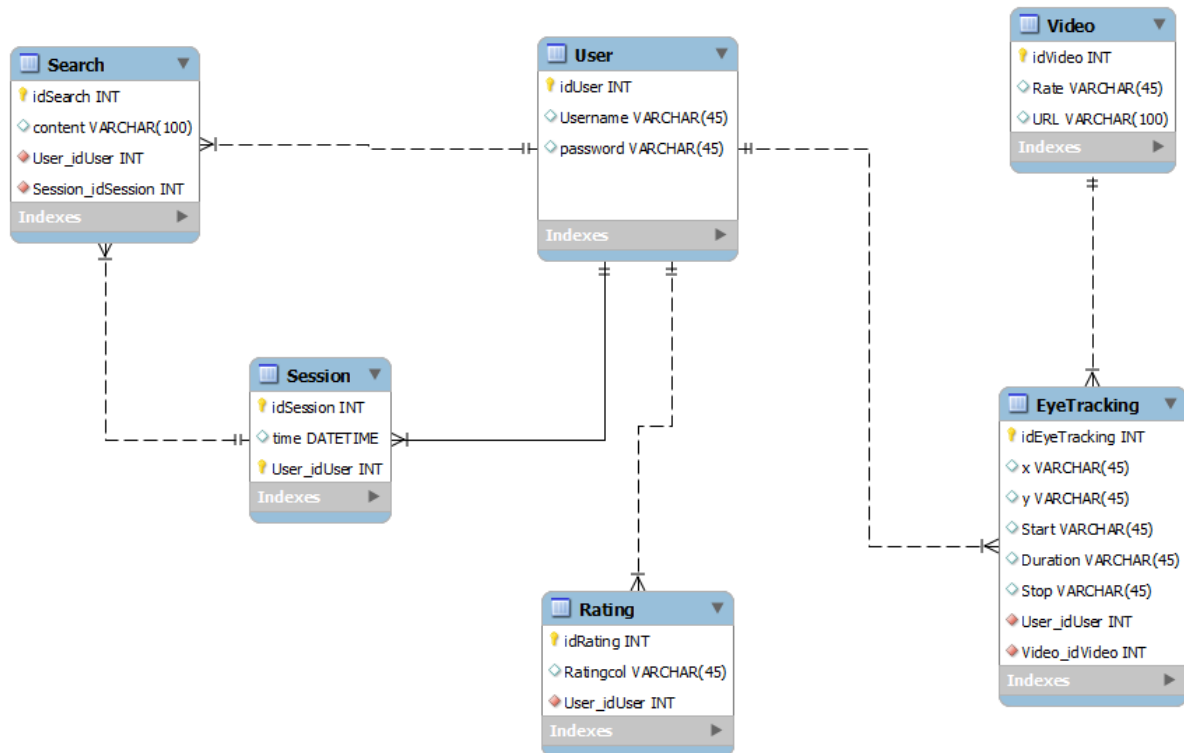 Search
idSearch INT
content VARCHAR(100)
User_idUser INT
Session_idSession INT
Indexes
User
idUser INT
Username VARCHAR(45)
password VARCHAR(45)
Indexes
Video
idVideo INT
Rate VARCHAR(45)
URL VARCHAR(100)
Indexes
Session
idSession INT
time DATETIME
User_idUser INT
Indexes
EyeTracking
idEyeTracking INT
x VARCHAR(45)
y VARCHAR(45)
Start VARCHAR(45)
Duration VARCHAR(45)
Stop VARCHAR(45)
User_idUser INT
Video_idVideo INT
Indexes
Rating
idRating INT
Ratingcol VARCHAR(45)
User_idUser INT
Indexes